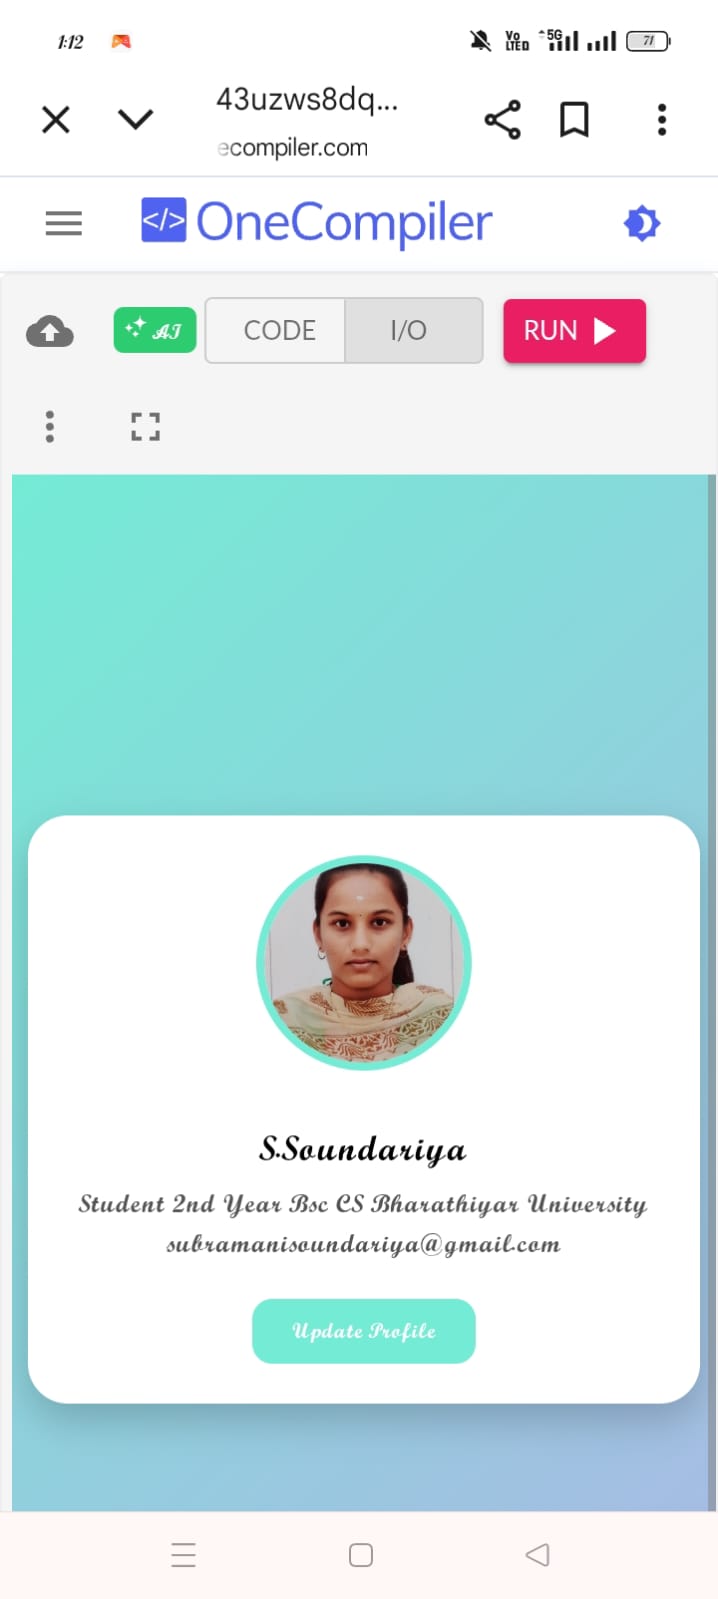 1:12
Vo
LTED
5G
71
43uzws8dq...
ecompiler.com
</> OneCompiler
AI
CODE
I/O
RUN
S.Soundariya
Student 2nd Year Bsc CS Bharathiyar University
subramanisoundariya@gmail.com
Update Profile